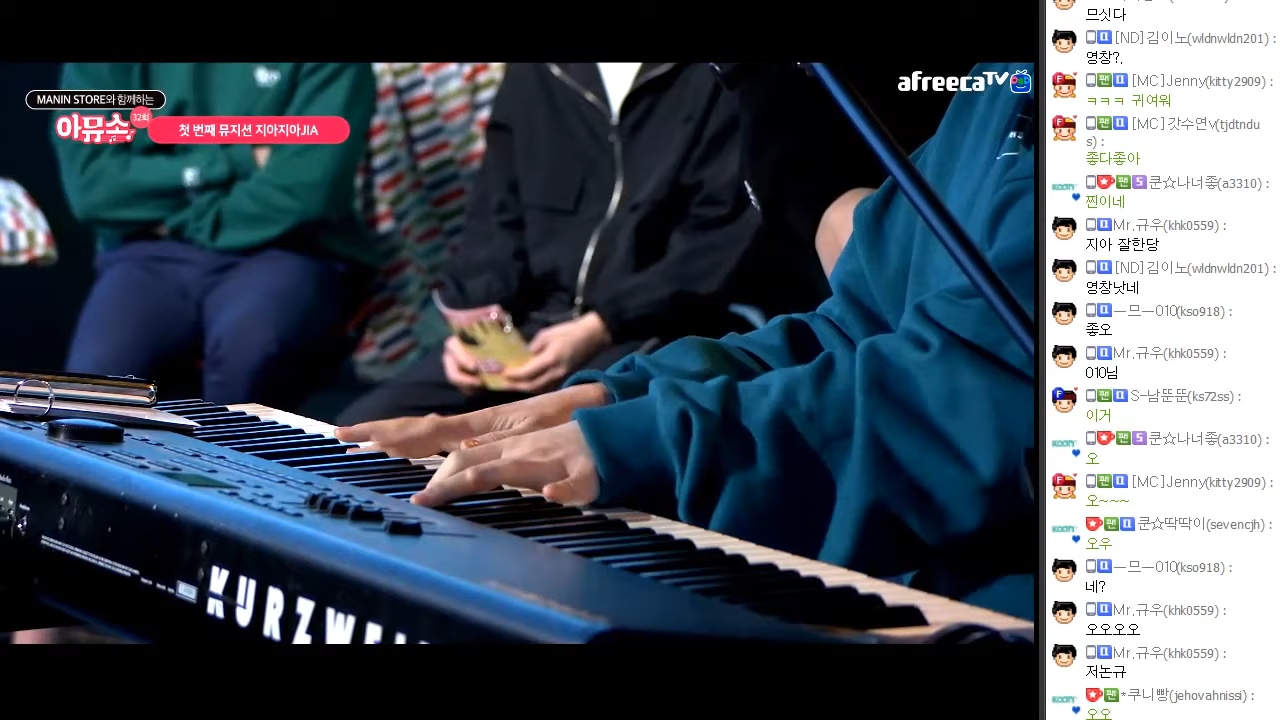 MANIN STORE와 함께하는
아뮤소
32회
첫 번째 뮤지션 지아지아JIA
afreecaTV
KURZWEIL
므싯다
[ND]김이노(wldnwldn201) :
영창?.
[MC]Jenny(kitty2909) :
ㅋㅋㅋ 귀여워
[MC]갓수연v(tjdtndu
s) :
좋다좋아
쿤☆나너좋(a3310) :
찐이네
Mr.규우(khk0559) :
지아 잘한당
[ND]김이노(wldnwldn201) :
영창낫네
ㅡ므ㅡ010(kso918) :
좋오
Mr.규우(khk0559) :
010님
S-남뚠뚠(ks72ss) :
이거
쿤☆나너좋(a3310) :
오
[MC]Jenny(kitty2909) :
오~~~
쿤☆딱딱이(sevencjh) :
오우
ㅡ므ㅡ010(kso918) :
네?
Mr.규우(khk0559) :
오오오오
Mr.규우(khk0559) :
저논규
*쿠니빵(jehovahnissi) :
오오